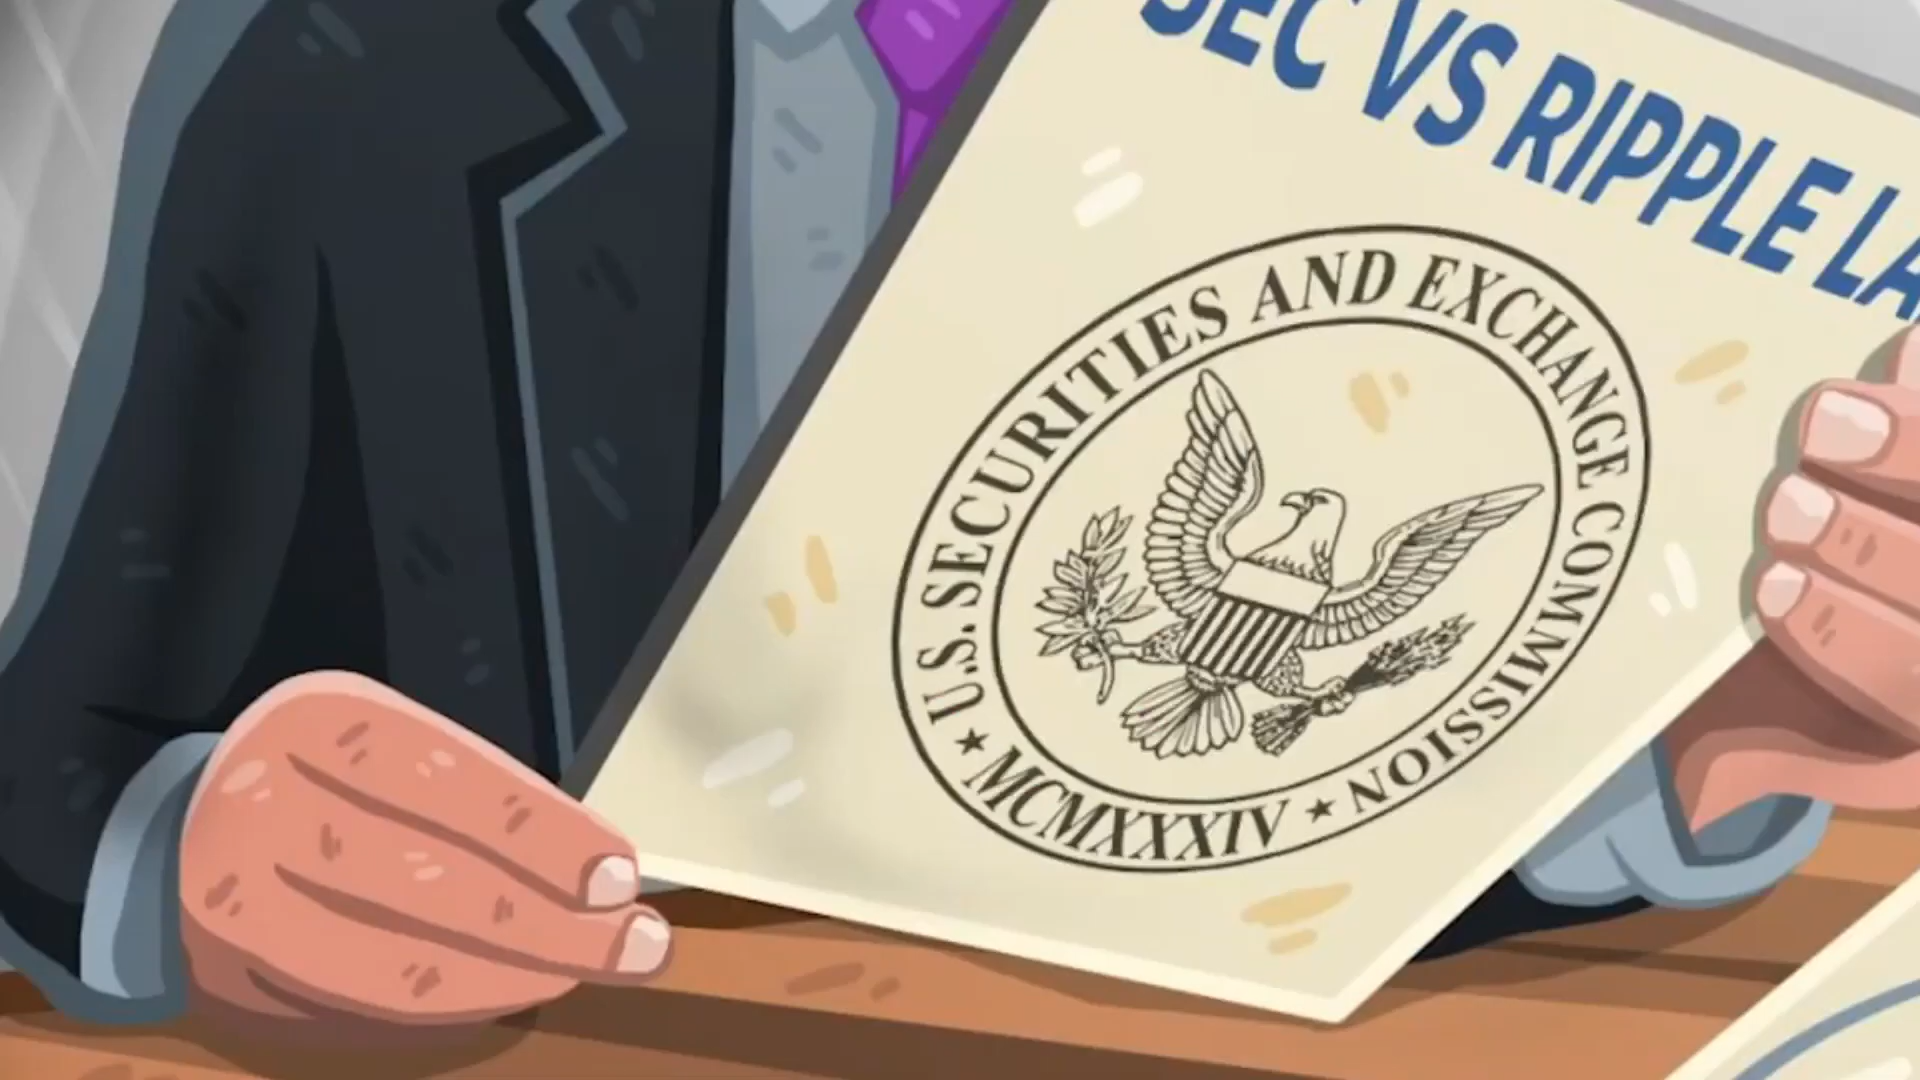 SEC VS RIPPLE LA
U.S. SECURITIES AND EXCHANGE COMMISSION
★ MCMXXXIV ★